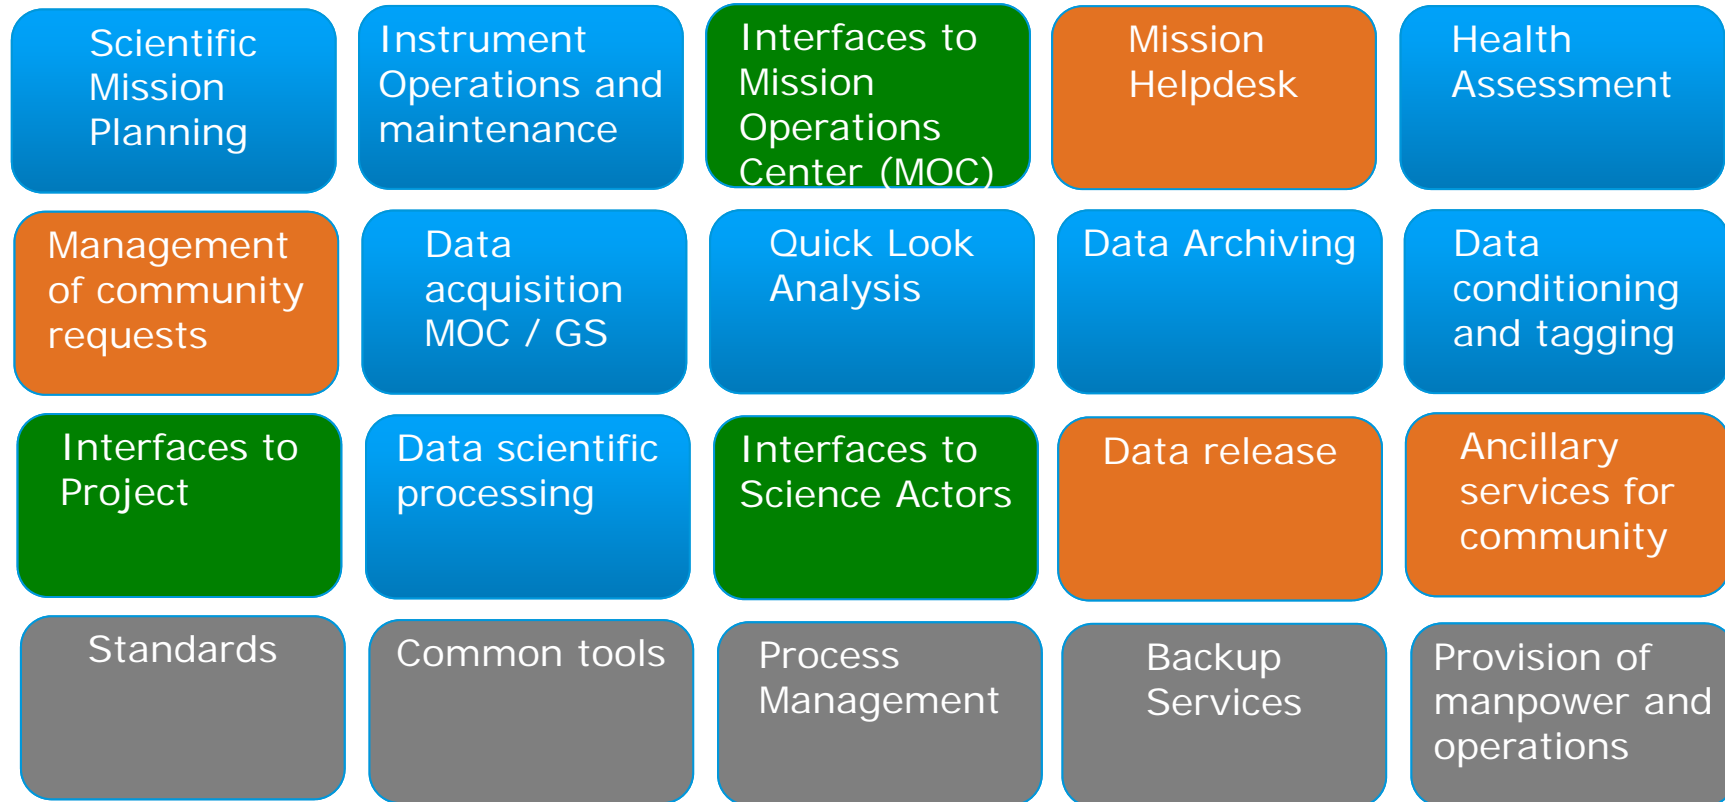 Scientific
Mission
Planning
Instrument
Operations and
maintenance
Interfaces to
Mission
Operations
Center (MOC)
Mission
Helpdesk
Health
Assessment
Management
of community
requests
Data
acquisition
MOC / GS
Quick Look
Analysis
Data Archiving
Data
conditioning
and tagging
Interfaces to
Project
Data scientific
processing
Interfaces to
Science Actors
Data release
Ancillary
services for
community
Standards
Common tools
Process
Management
Backup
Services
Provision of
manpower and
operations